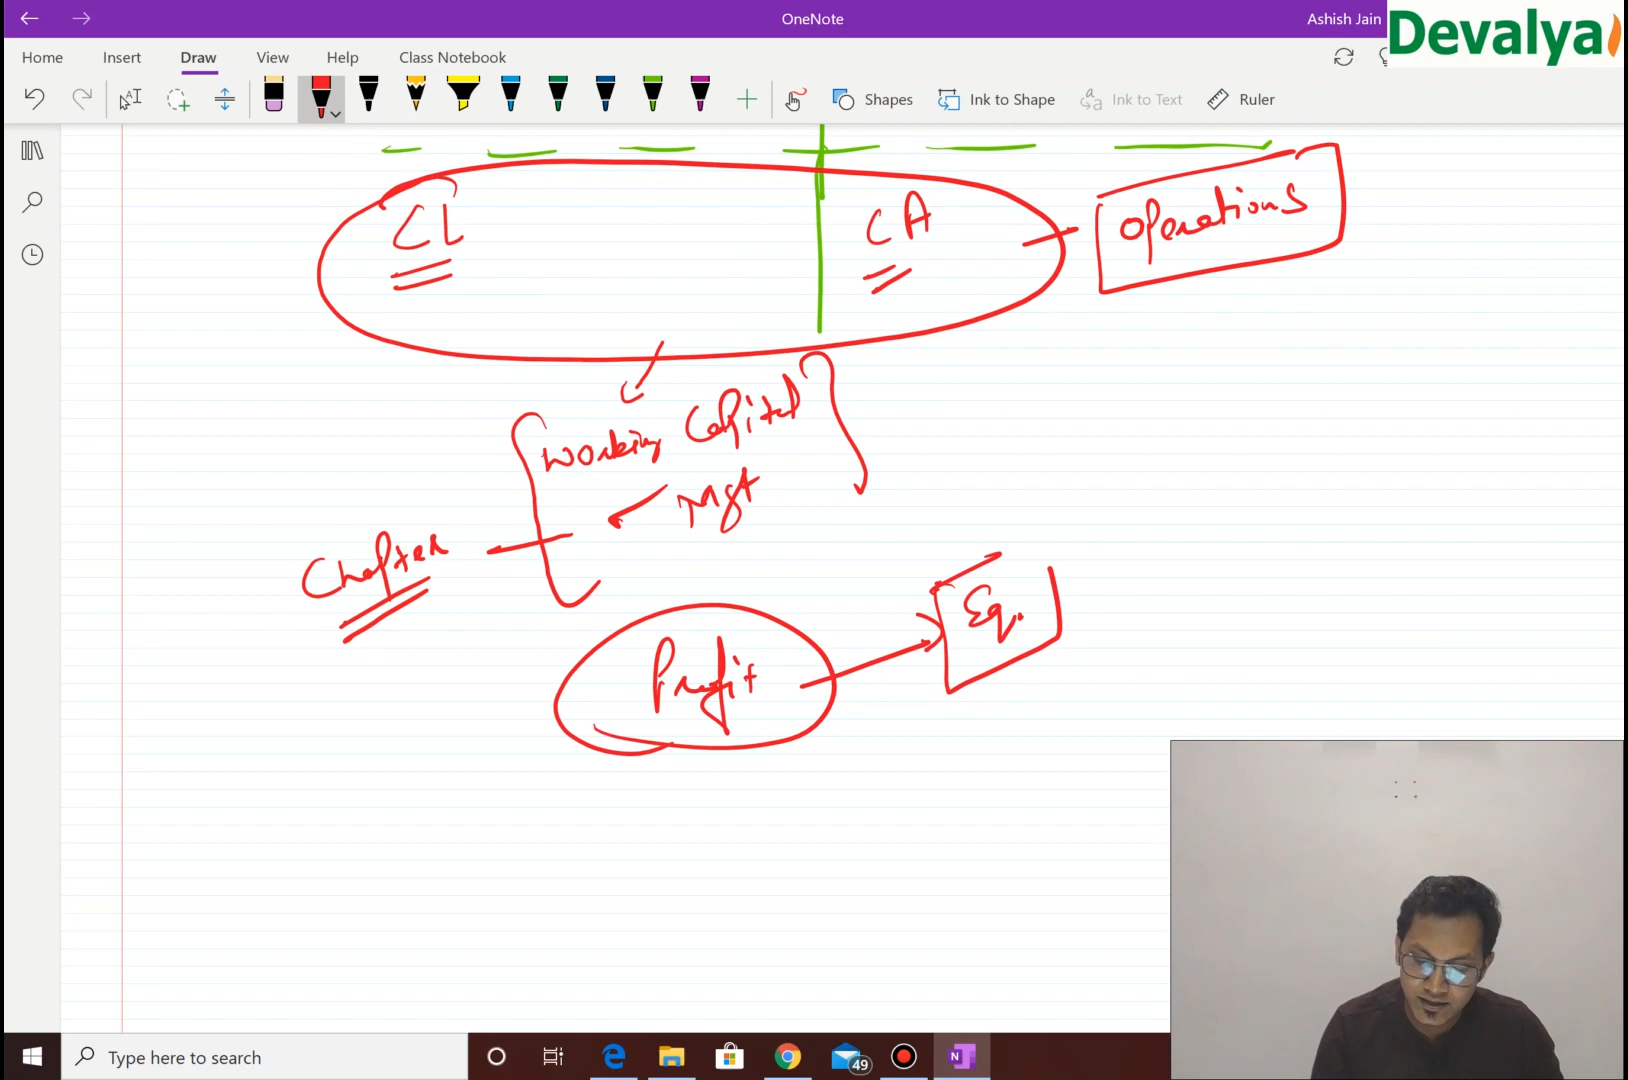 OneNote
Ashish Jain
Devalya
Home Insert Draw View Help Class Notebook
Shapes Ink to Shape Ink to Text Ruler
CL CA Operations
Working Capital
Mgt
Chapter
Eq.
Profit
Type here to search
49
N